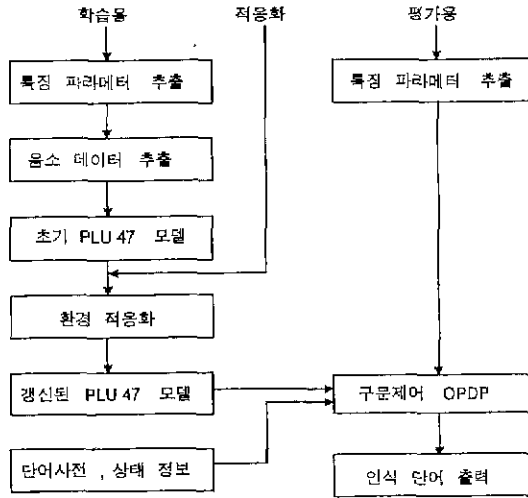 학습용 적응화 평가용
특징 파라메터 추출 특징 파라메터 추출
음소 데이터 추출
초기 PLU 47 모델
환경 적응화
갱신된 PLU 47 모델 구문제어 OPDP
단어사전 , 상태 정보 인식 단어 출력